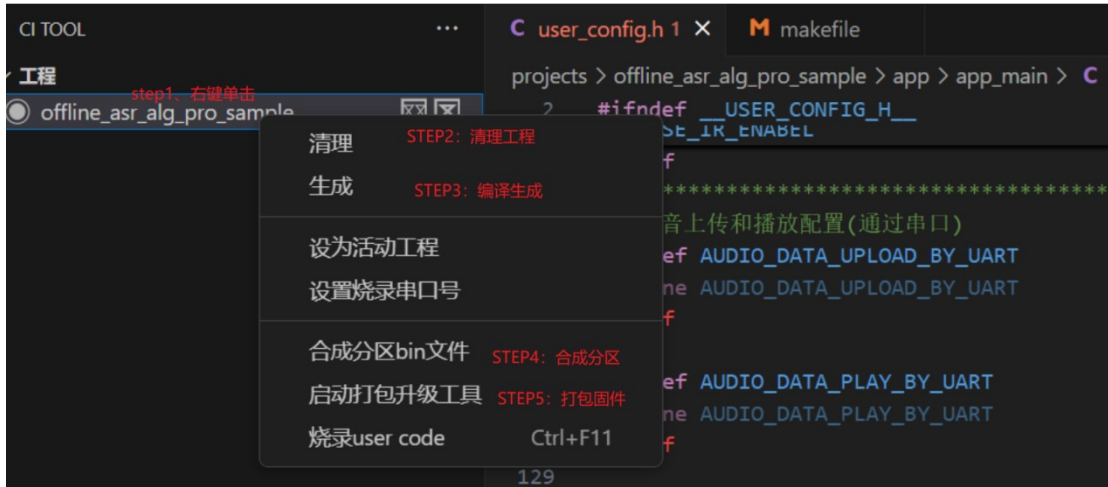 CI TOOL
··· 
C user_config.h 1 ×
M makefile
工程
projects > offline_asr_alg_pro_sample > app > app_main > C
step1、右键单击
offline_asr_alg_pro_sample
2 #ifndef __USER_CONFIG_H__
SE_IR_ENABEL
清理 STEP2：清理工程
f
生成 STEP3：编译生成
************************************
音上传和播放配置(通过串口)
设为活动工程
ef AUDIO_DATA_UPLOAD_BY_UART
设置烧录串口号
ne AUDIO_DATA_UPLOAD_BY_UART
f
合成分区bin文件 STEP4：合成分区
ef AUDIO_DATA_PLAY_BY_UART
启动打包升级工具 STEP5：打包固件
ne AUDIO_DATA_PLAY_BY_UART
烧录user code Ctrl+F11
f
129